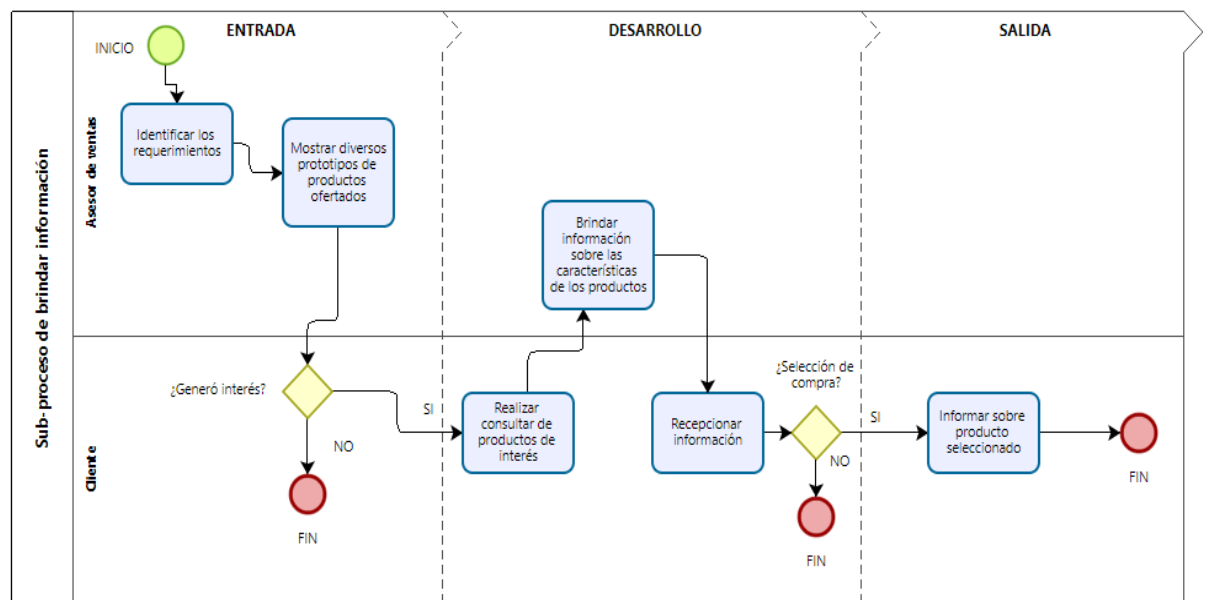 ENTRADA
DESARROLLO
SALIDA
Sub-proceso de brindar información
Asesor de ventas
INICIO
Identificar los
requerimientos
Mostrar diversos
prototipos de
productos
ofertados
Brindar
información
sobre las
características
de los productos
Cliente
¿Generó interés?
SI
NO
FIN
Realizar
consultar de
productos de
interés
Recepcionar
información
¿Selección de
compra?
SI
NO
FIN
Informar sobre
producto
seleccionado
FIN